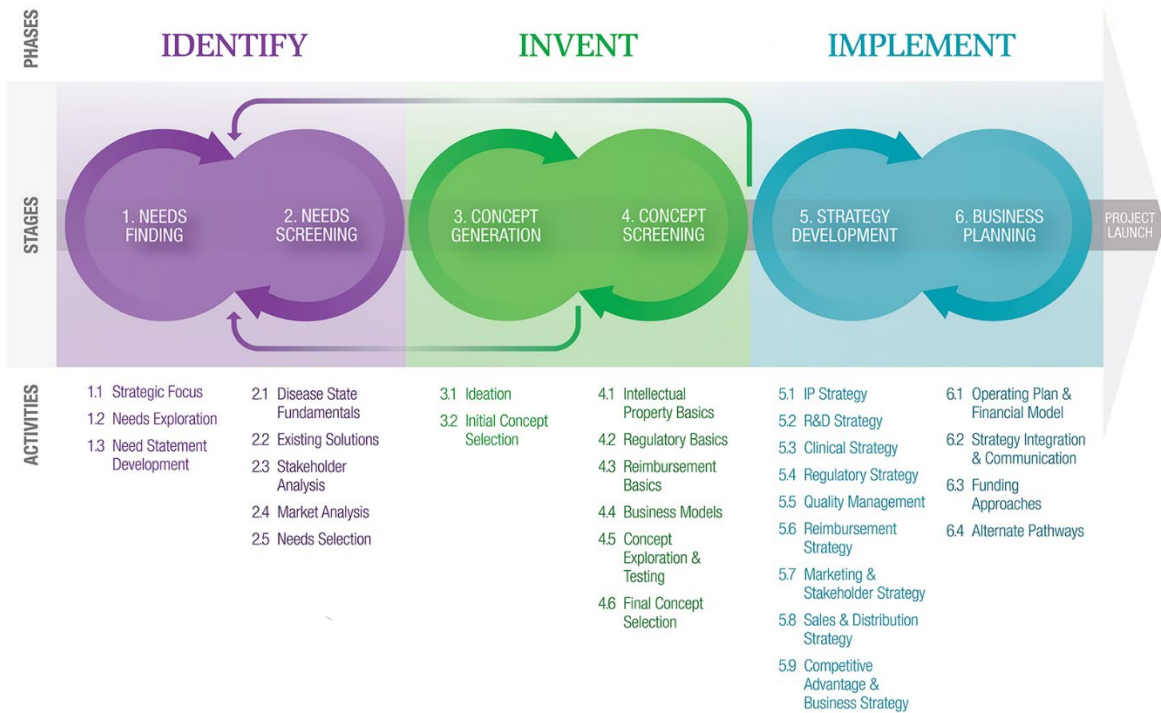 PHASES
IDENTIFY
INVENT
IMPLEMENT
STAGES
1. NEEDS
FINDING
2. NEEDS
SCREENING
3. CONCEPT
GENERATION
4. CONCEPT
SCREENING
5. STRATEGY
DEVELOPMENT
6. BUSINESS
PLANNING
PROJECT
LAUNCH
ACTIVITIES
1.1 Strategic Focus
1.2 Needs Exploration
1.3 Need Statement
Development
2.1 Disease State
Fundamentals
2.2 Existing Solutions
2.3 Stakeholder
Analysis
2.4 Market Analysis
2.5 Needs Selection
3.1 Ideation
3.2 Initial Concept
Selection
4.1 Intellectual
Property Basics
4.2 Regulatory Basics
4.3 Reimbursement
Basics
4.4 Business Models
4.5 Concept
Exploration &
Testing
4.6 Final Concept
Selection
5.1 IP Strategy
5.2 R&D Strategy
5.3 Clinical Strategy
5.4 Regulatory Strategy
5.5 Quality Management
5.6 Reimbursement
Strategy
5.7 Marketing &
Stakeholder Strategy
5.8 Sales & Distribution
Strategy
5.9 Competitive
Advantage &
Business Strategy
6.1 Operating Plan &
Financial Model
6.2 Strategy Integration
& Communication
6.3 Funding
Approaches
6.4 Alternate Pathways